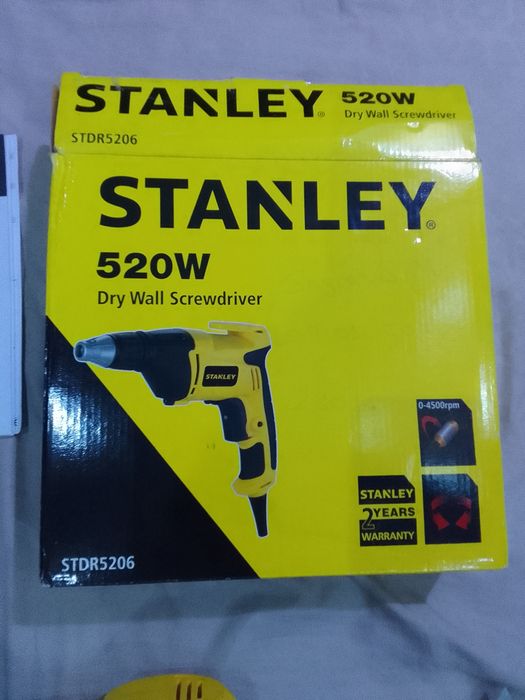 STANLEY® 520W
Dry Wall Screwdriver
STDR5206
STANLEY®
520W
Dry Wall Screwdriver
STANLEY
0-4500rpm
STANLEY
2 YEARS
WARRANTY
STDR5206